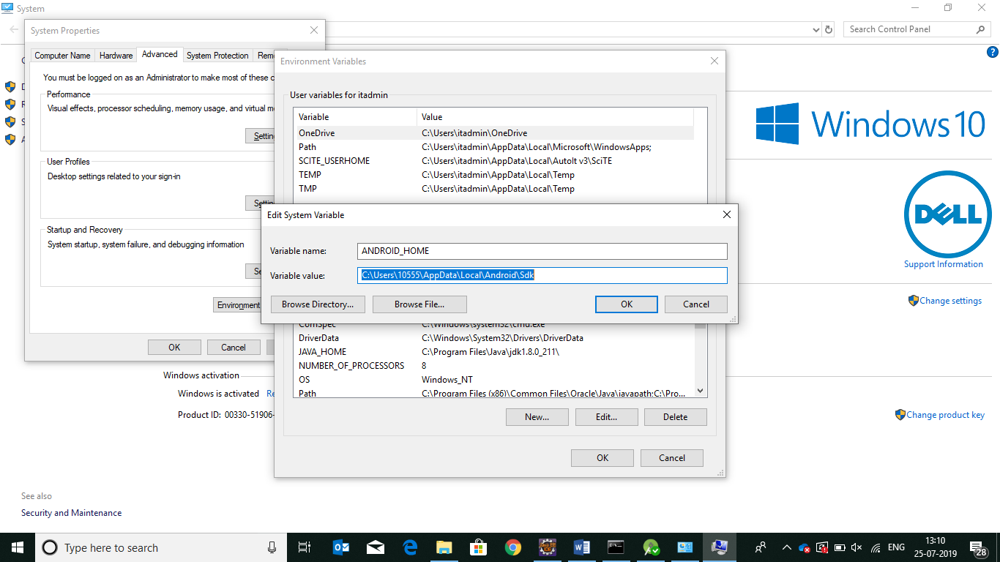 System
System Properties
Search Control Panel
Computer Name Hardware Advanced System Protection
Environment Variables
You must be logged on as an Administrator to make most of these
Performance
Visual effects, processor scheduling, memory usage, and virtual
User variables for itadmin
Variable Value
OneDrive C:\Users\itadmin\OneDrive
Path C:\Users\itadmin\AppData\Local\Microsoft\WindowsApps;
SCITE_USERHOME C:\Users\itadmin\AppData\Local\AutoIt v3\SciTE
TEMP C:\Users\itadmin\AppData\Local\Temp
TMP C:\Users\itadmin\AppData\Local\Temp
Windows 10
User Profiles
Desktop settings related to your sign-in
Startup and Recovery
System startup, system failure, and debugging information
Environment
OK Cancel
Edit System Variable
Variable name: ANDROID_HOME
Variable value: C:\Users\10555\AppData\Local\Android\Sdk
Browse Directory... Browse File... OK Cancel
DELL
Support Information
Change settings
ComSpec C:\Windows\system32\cmd.exe
DriverData C:\Windows\System32\Drivers\DriverData
JAVA_HOME C:\Program Files\Java\jdk1.8.0_211\
NUMBER_OF_PROCESSORS 8
OS Windows_NT
Path C:\Program Files (x86)\Common Files\Oracle\Java\javapath;C:\Pro...
New... Edit... Delete
OK Cancel
Windows activation
Windows is activated
Product ID: 00330-51906-
Change product key
See also
Security and Maintenance
Type here to search
ENG
13:10
25-07-2019
28